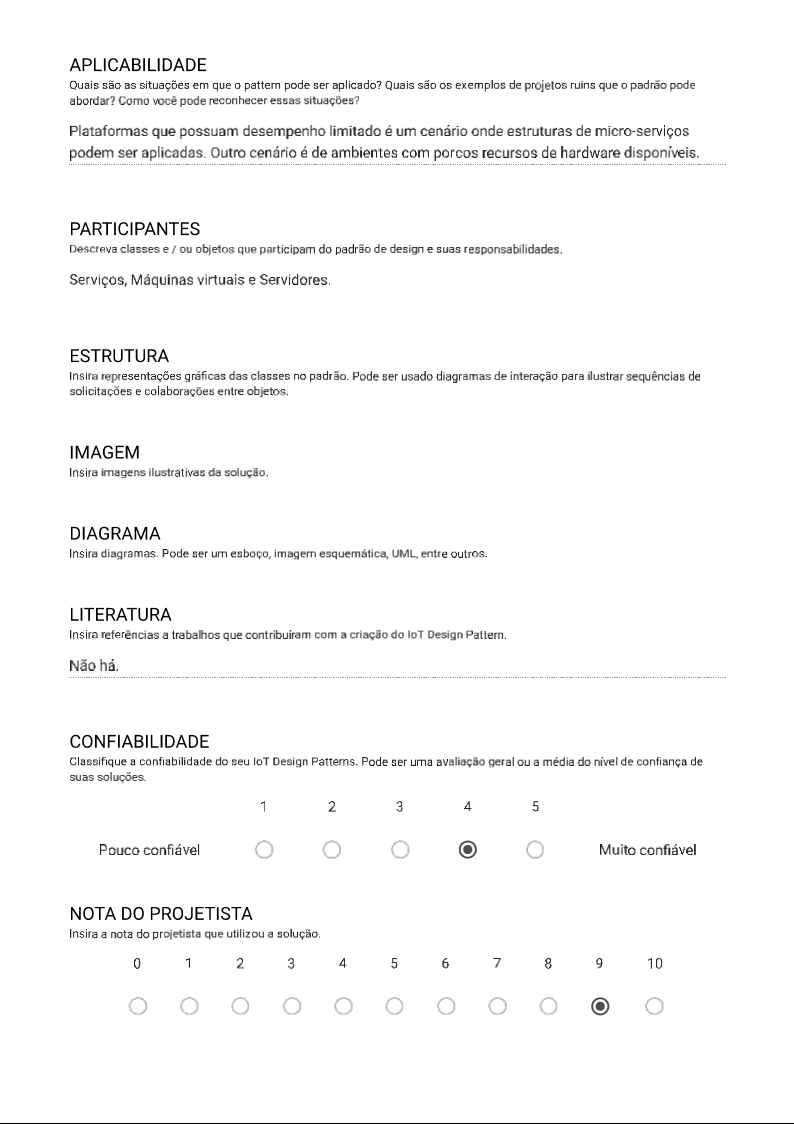 APLICABILIDADE
Quais são as situações em que o pattern pode ser aplicado? Quais são os exemplos de projetos ruins que o padrão pode
abordar? Como você pode reconhecer essas situações?
Plataformas que possuam desempenho limitado é um cenário onde estruturas de micro-serviços
podem ser aplicadas. Outro cenário é de ambientes com porcos recursos de hardware disponíveis.
PARTICIPANTES
Descreva classes e / ou objetos que participam do padrão de design e suas responsabilidades.
Serviços, Máquinas virtuais e Servidores.
ESTRUTURA
Insira representações gráficas das classes no padrão. Pode ser usado diagramas de interação para ilustrar sequências de
solicitações e colaborações entre objetos.
IMAGEM
Insira imagens ilustrativas da solução.
DIAGRAMA
Insira diagramas. Pode ser um esboço, imagem esquemática, UML, entre outros.
LITERATURA
Insira referências a trabalhos que contribuíram com a criação do IoT Design Pattern.
Não há.
CONFIABILIDADE
Classifique a confiabilidade do seu IoT Design Patterns. Pode ser uma avaliação geral ou a média do nível de confiança de
suas soluções.
1 2 3 4 5
Pouco confiável Muito confiável
NOTA DO PROJETISTA
Insira a nota do projetista que utilizou a solução.
0 1 2 3 4 5 6 7 8 9 10